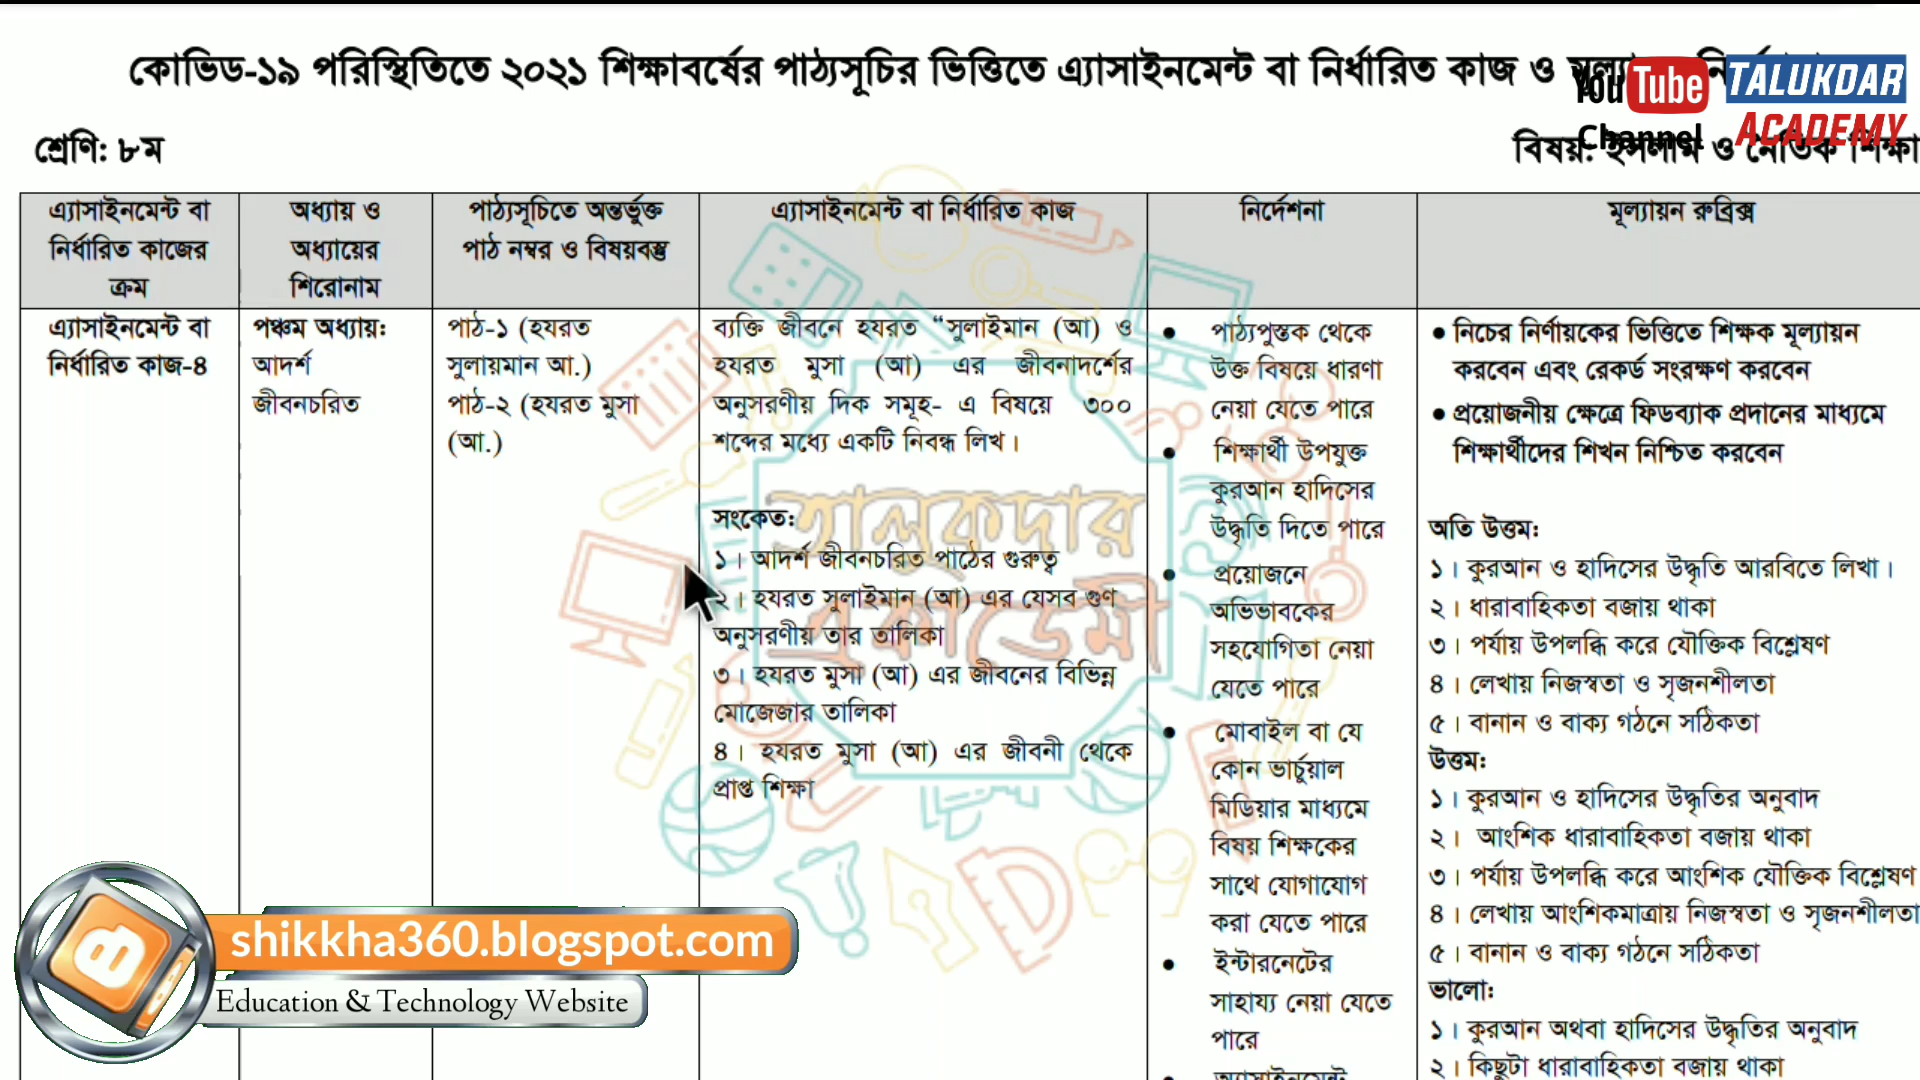 কোভিড-১৯ পরিস্থিতিতে ২০২১ শিক্ষাবর্ষের পাঠ্যসূচির ভিত্তিতে এ্যাসাইনমেন্ট বা নির্ধারিত কাজ ও
You Tube
Channel
TALUKDAR
ACADEMY
শ্রেণি: ৮ম
বিষয়: ইসলাম ও নৈতিক শিক্ষা
এ্যাসাইনমেন্ট বা
নির্ধারিত কাজের
ক্রম
অধ্যায় ও
অধ্যায়ের
শিরোনাম
পাঠ্যসূচিতে অন্তর্ভুক্ত
পাঠ নম্বর ও বিষয়বস্তু
এ্যাসাইনমেন্ট বা নির্ধারিত কাজ
নির্দেশনা
মূল্যায়ন রুব্রিক্স
এ্যাসাইনমেন্ট বা
নির্ধারিত কাজ-৪
পঞ্চম অধ্যায়:
আদর্শ
জীবনচরিত
পাঠ-১ (হযরত
সুলায়মান আ.)
পাঠ-২ (হযরত মুসা
(আ.)
ব্যক্তি জীবনে হযরত “সুলাইমান (আ) ও
হযরত মুসা (আ) এর জীবনাদর্শের
অনুসরণীয় দিক সমূহ- এ বিষয়ে ৩০০
শব্দের মধ্যে একটি নিবন্ধ লিখ।
সংকেত:
১। আদর্শ জীবনচরিত পাঠের গুরুত্ব
২। হযরত সুলাইমান (আ) এর যেসব গুণ
অনুসরণীয় তার তালিকা
৩। হযরত মুসা (আ) এর জীবনের বিভিন্ন
মোজেজার তালিকা
৪। হযরত মুসা (আ) এর জীবনী থেকে
প্রাপ্ত শিক্ষা
● পাঠ্যপুস্তক থেকে
উক্ত বিষয়ে ধারণা
নেয়া যেতে পারে
● শিক্ষার্থী উপযুক্ত
কুরআন হাদিসের
উদ্ধৃতি দিতে পারে
● প্রয়োজনে
অভিভাবকের
সহযোগিতা নেয়া
যেতে পারে
● মোবাইল বা যে
কোন ভার্চুয়াল
মিডিয়ার মাধ্যমে
বিষয় শিক্ষকের
সাথে যোগাযোগ
করা যেতে পারে
● ইন্টারনেটের
সাহায্য নেয়া যেতে
পারে
● অ্যাসাইনমেন্ট
● নিচের নির্ণায়কের ভিত্তিতে শিক্ষক মূল্যায়ন
করবেন এবং রেকর্ড সংরক্ষণ করবেন
● প্রয়োজনীয় ক্ষেত্রে ফিডব্যাক প্রদানের মাধ্যমে
শিক্ষার্থীদের শিখন নিশ্চিত করবেন
অতি উত্তম:
১। কুরআন ও হাদিসের উদ্ধৃতি আরবিতে লিখা।
২। ধারাবাহিকতা বজায় থাকা
৩। পর্যায় উপলব্ধি করে যৌক্তিক বিশ্লেষণ
৪। লেখায় নিজস্বতা ও সৃজনশীলতা
৫। বানান ও বাক্য গঠনে সঠিকতা
উত্তম:
১। কুরআন ও হাদিসের উদ্ধৃতির অনুবাদ
২। আংশিক ধারাবাহিকতা বজায় থাকা
৩। পর্যায় উপলব্ধি করে আংশিক যৌক্তিক বিশ্লেষণ
৪। লেখায় আংশিকমাত্রায় নিজস্বতা ও সৃজনশীলতা
৫। বানান ও বাক্য গঠনে সঠিকতা
ভালো:
১। কুরআন অথবা হাদিসের উদ্ধৃতির অনুবাদ
২। কিছুটা ধারাবাহিকতা বজায় থাকা
তালুকদার
একাডেমী
shikkha360.blogspot.com
Education & Technology Website